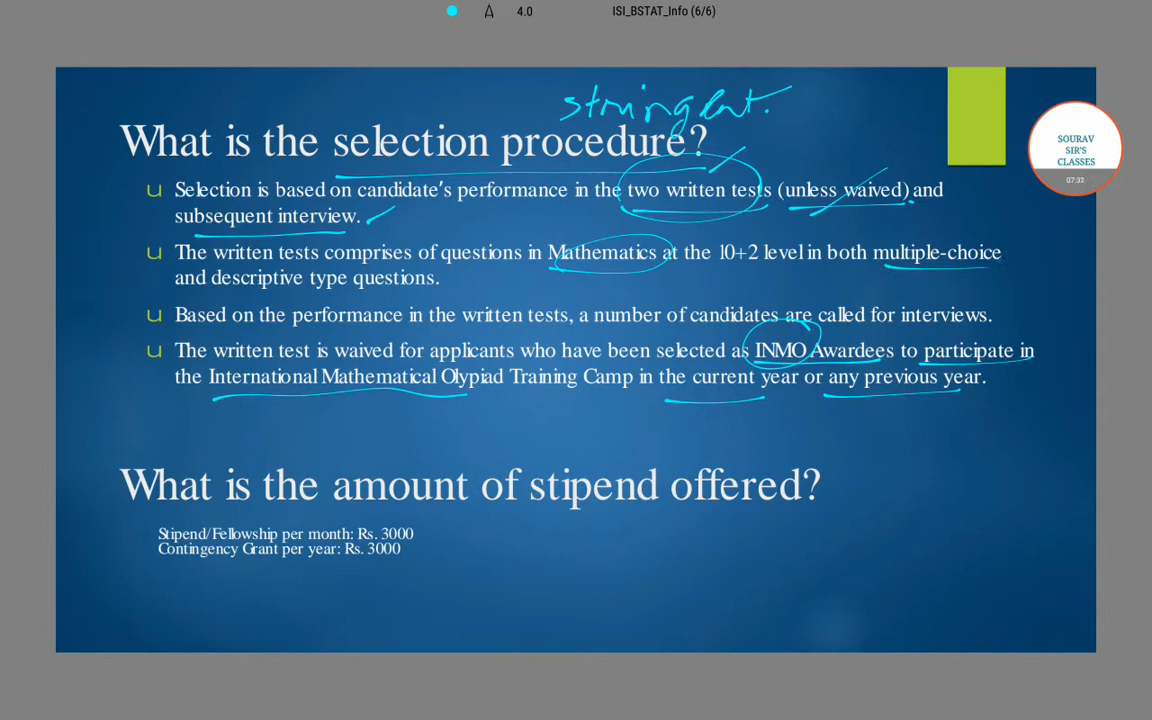 4.0
ISI_BSTAT_Info (6/6)
stringent.
What is the selection procedure?
Selection is based on candidate's performance in the two written tests (unless waived) and
subsequent interview.
The written tests comprises of questions in Mathematics at the 10+2 level in both multiple-choice
and descriptive type questions.
Based on the performance in the written tests, a number of candidates are called for interviews.
The written test is waived for applicants who have been selected as INMO Awardees to participate in
the International Mathematical Olypiad Training Camp in the current year or any previous year.
What is the amount of stipend offered?
Stipend/Fellowship per month: Rs. 3000
Contingency Grant per year: Rs. 3000
SOURAV
SIR'S
CLASSES